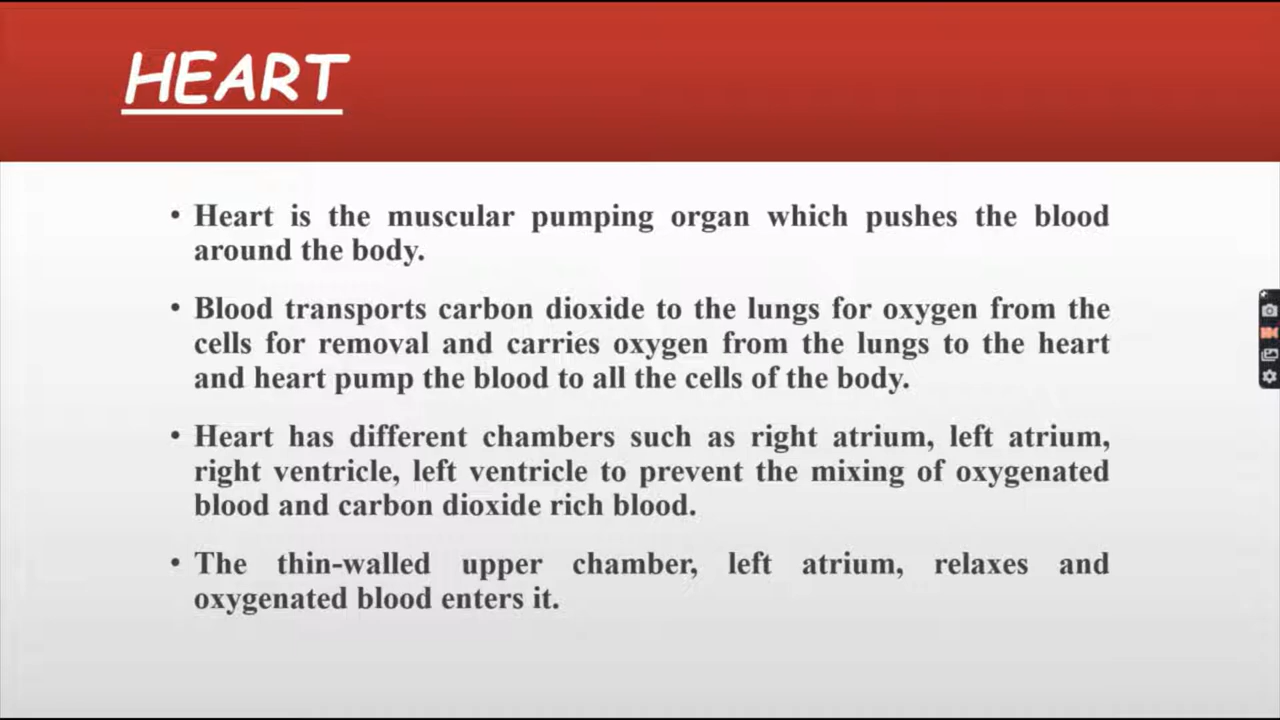 HEART
• Heart is the muscular pumping organ which pushes the blood
around the body.
• Blood transports carbon dioxide to the lungs for oxygen from the
cells for removal and carries oxygen from the lungs to the heart
and heart pump the blood to all the cells of the body.
• Heart has different chambers such as right atrium, left atrium,
right ventricle, left ventricle to prevent the mixing of oxygenated
blood and carbon dioxide rich blood.
• The thin-walled upper chamber, left atrium, relaxes and
oxygenated blood enters it.